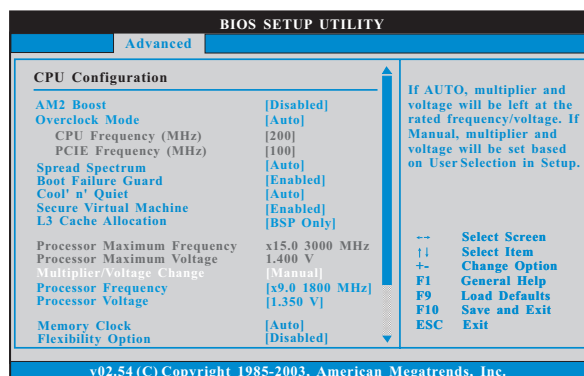 BIOS SETUP UTILITY
Advanced
CPU Configuration
AM2 Boost [Disabled]
Overclock Mode [Auto]
CPU Frequency (MHz) [200]
PCIE Frequency (MHz) [100]
Spread Spectrum [Auto]
Boot Failure Guard [Enabled]
Cool' n' Quiet [Auto]
Secure Virtual Machine [Enabled]
L3 Cache Allocation [BSP Only]
Processor Maximum Frequency x15.0 3000 MHz
Processor Maximum Voltage 1.400 V
Multiplier/Voltage Change [Manual]
Processor Frequency [x9.0 1800 MHz]
Processor Voltage [1.350 V]
Memory Clock [Auto]
Flexibility Option [Disabled]
If AUTO, multiplier and
voltage will be left at the
rated frequency/voltage. If
Manual, multiplier and
voltage will be set based
on User Selection in Setup.
←→ Select Screen
↑↓ Select Item
+- Change Option
F1 General Help
F9 Load Defaults
F10 Save and Exit
ESC Exit
v02.54 (C) Copyright 1985-2003, American Megatrends, Inc.